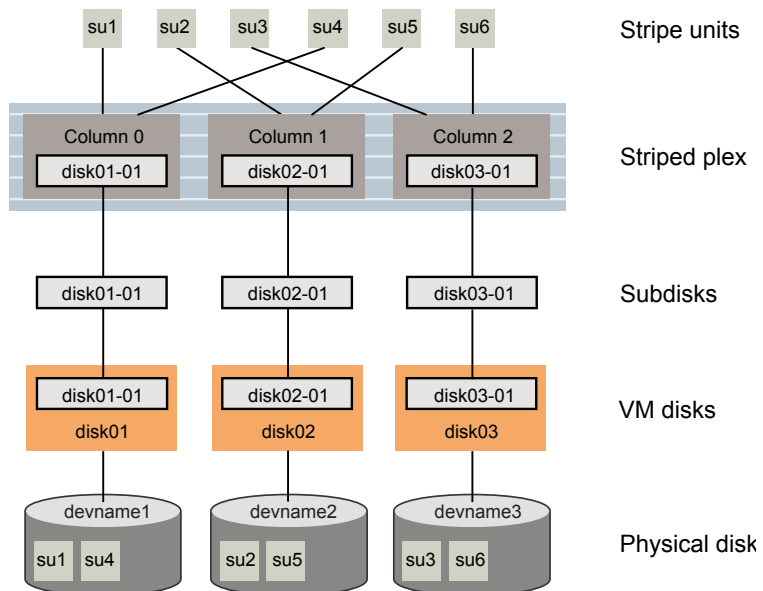 su1 su2 su3 su4 su5 su6 Stripe units
Column 0 Column 1 Column 2
disk01-01 disk02-01 disk03-01 Striped plex
disk01-01 disk02-01 disk03-01 Subdisks
disk01-01 disk02-01 disk03-01
disk01 disk02 disk03 VM disks
devname1 devname2 devname3
su1 su4 su2 su5 su3 su6 Physical disk